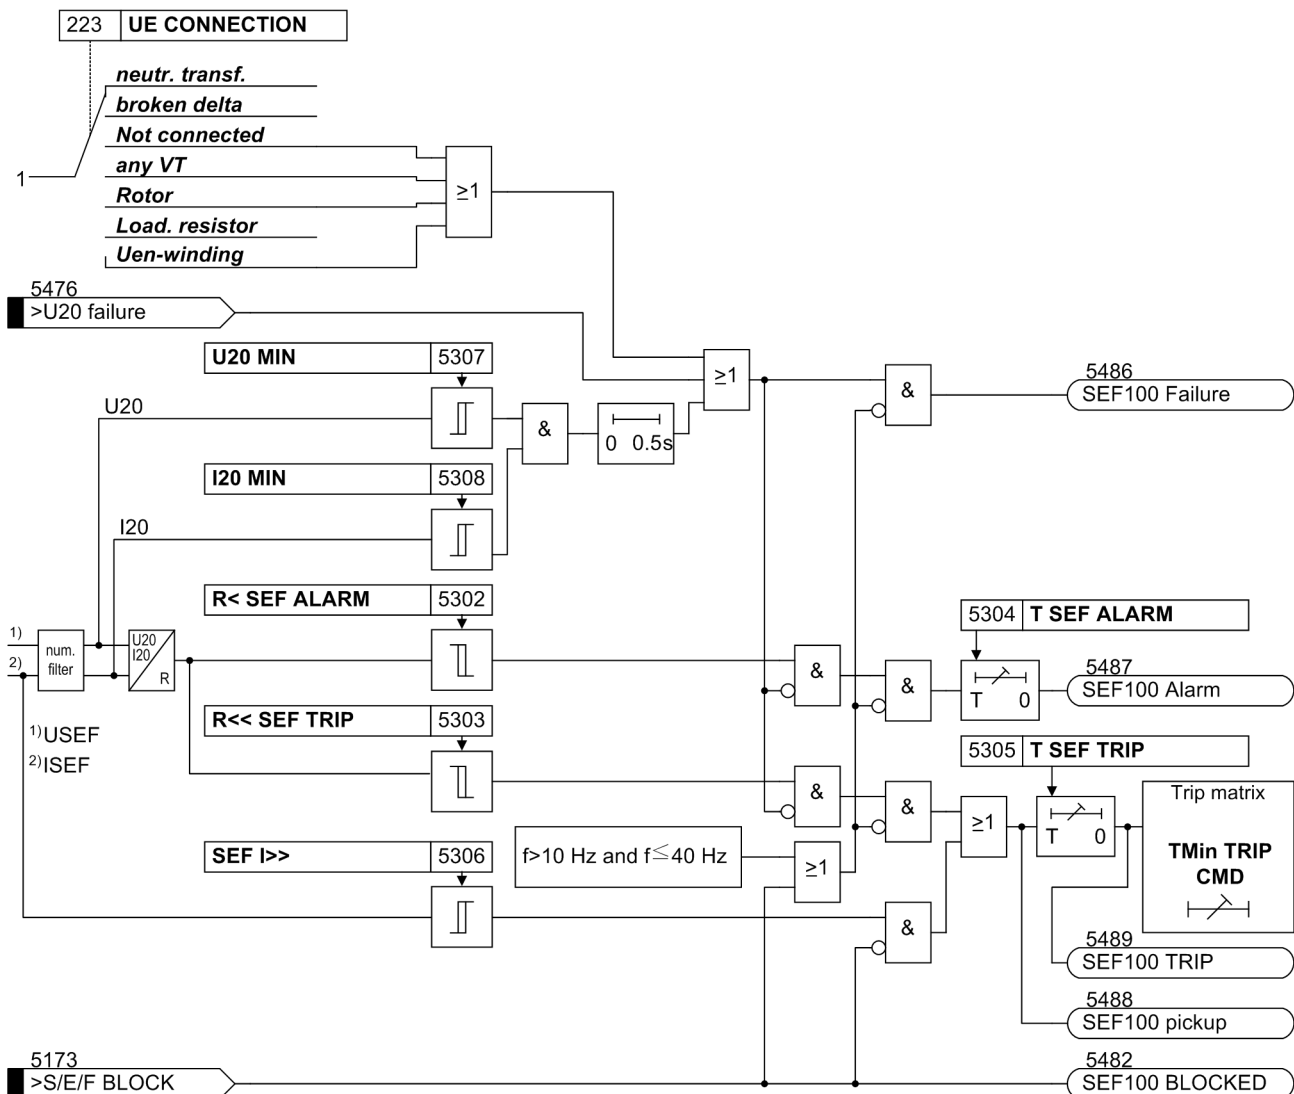 223 UE CONNECTION
neutr. transf.
broken delta
Not connected
any VT
1
Rotor
≥1
Load. resistor
Uen-winding
5476
>U20 failure
U20 MIN 5307
≥1
5486
SEF100 Failure
&
U20
&
0 0.5s
I20 MIN 5308
I20
R< SEF ALARM 5302
5304 T SEF ALARM
1)
2)
num.
filter
U20
I20
R
&
&
T 0
5487
SEF100 Alarm
R<< SEF TRIP 5303
1)USEF
2)ISEF
5305 T SEF TRIP
&
&
≥1
T 0
Trip matrix
TMin TRIP
CMD
SEF I>> 5306
f>10 Hz and f≤40 Hz
≥1
&
5489
SEF100 TRIP
5488
SEF100 pickup
5173
>S/E/F BLOCK
5482
SEF100 BLOCKED